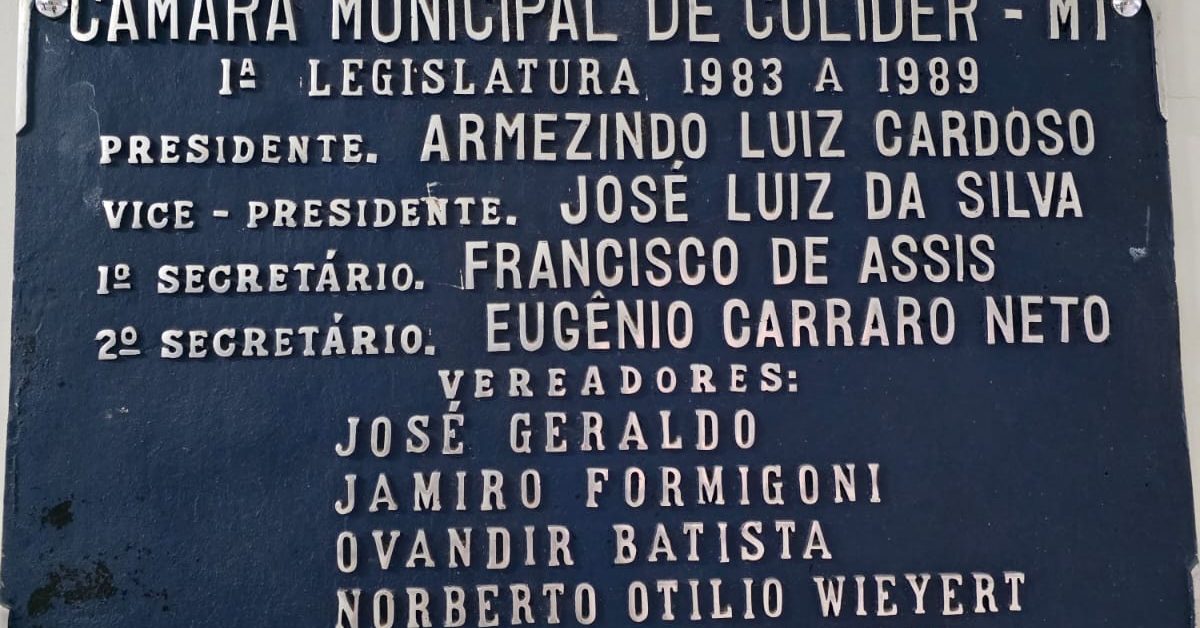 CÂMARA MUNICIPAL DE COLIDER - MT
1ª LEGISLATURA 1983 A 1989
PRESIDENTE. ARMEZINDO LUIZ CARDOSO
VICE - PRESIDENTE. JOSÉ LUIZ DA SILVA
1º SECRETÁRIO. FRANCISCO DE ASSIS
2º SECRETÁRIO. EUGÊNIO CARRARO NETO
VEREADORES:
JOSÉ GERALDO
JAMIRO FORMIGONI
OVANDIR BATISTA
NORBERTO OTILIO WIEYERT